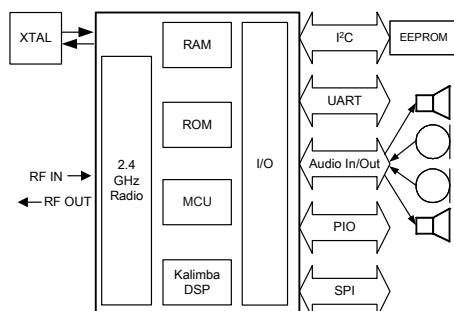 XTAL
RAM
I²C
EEPROM
UART
ROM
2.4
GHz
Radio
I/O
Audio In/Out
RF IN
RF OUT
MCU
PIO
Kalimba
DSP
SPI